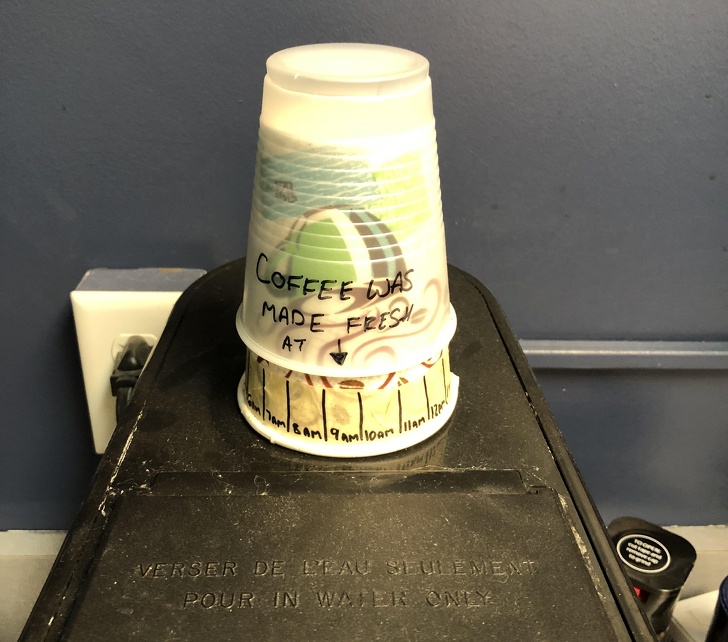 COFFEE WAS
MADE FRESH
AT
6am 7am 8am 9am 10am 11am 12pm
VERSER DE L'EAU SEULEMENT
POUR IN WATER ONLY